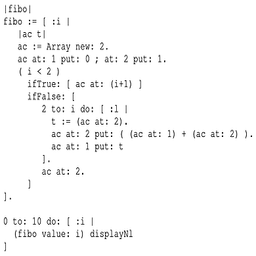 |fibo|
fibo := [ :i |
   |ac t|
   ac := Array new: 2.
   ac at: 1 put: 0 ; at: 2 put: 1.
   ( i < 2 )
     ifTrue: [ ac at: (i+1) ]
     ifFalse: [
        2 to: i do: [ :l |
          t := (ac at: 2).
          ac at: 2 put: ( (ac at: 1) + (ac at: 2) ).
          ac at: 1 put: t
        ].
        ac at: 2.
     ]
].
0 to: 10 do: [ :i |
  (fibo value: i) displayNl
]